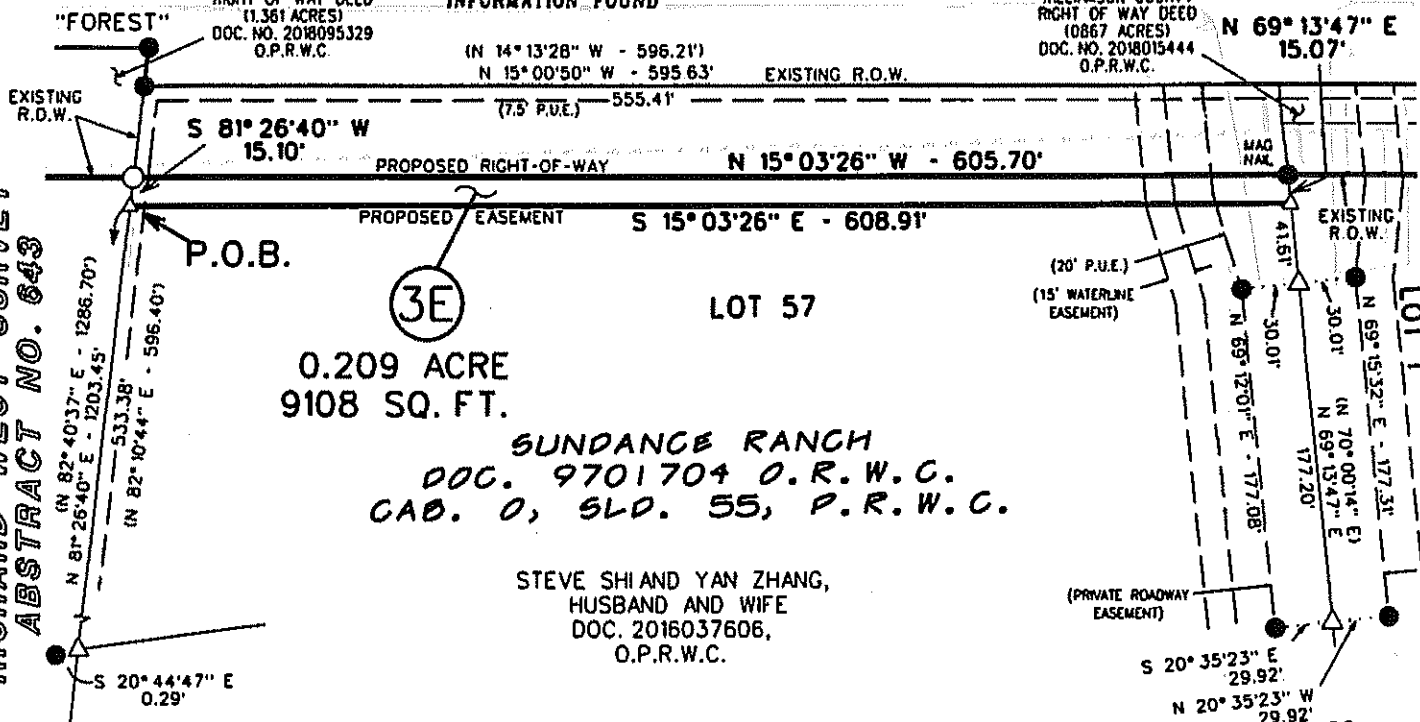 RIGHT OF WAY DEED
(1.361 ACRES)
DOC. NO. 2018095329
O.P.R.W.C.
INFORMATION FOUND
"FOREST"
(N 14°13'28" W - 596.21')
N 15°00'50" W - 595.63'
EXISTING R.O.W.
RIGHT OF WAY DEED
(0867 ACRES)
DOC. NO. 2018015444
O.P.R.W.C.
N 69°13'47" E
15.07'
EXISTING
R.O.W.
555.41'
(7.5' P.U.E.)
S 81°26'40" W
15.10'
PROPOSED RIGHT-OF-WAY
N 15°03'26" W - 605.70'
MAG
NAIL
PROPOSED EASEMENT
S 15°03'26" E - 608.91'
EXISTING
R.O.W.
P.O.B.
41.61'
(20' P.U.E.)
(15' WATERLINE
EASEMENT)
3E
LOT 57
LOT 1
0.209 ACRE
9108 SQ. FT.
ABSTRACT NO. 643
(N 82°40'37" E - 1286.70')
N 81°26'40" E - 1203.45'
533.38'
(N 82°10'44" E - 596.40')
30.01'
30.01'
N 69°12'01" E - 177.08'
(N 70°00'14" E)
N 69°13'47" E
177.20'
N 69°15'32" E - 177.31'
SUNDANCE RANCH
DOC. 9701704 O.R.W.C.
CAB. O, SLD. 55, P.R.W.C.
STEVE SHI AND YAN ZHANG,
HUSBAND AND WIFE
DOC. 2016037606,
O.P.R.W.C.
(PRIVATE ROADWAY
EASEMENT)
S 20°44'47" E
0.29'
S 20°35'23" E
29.92'
N 20°35'23" W
29.92'